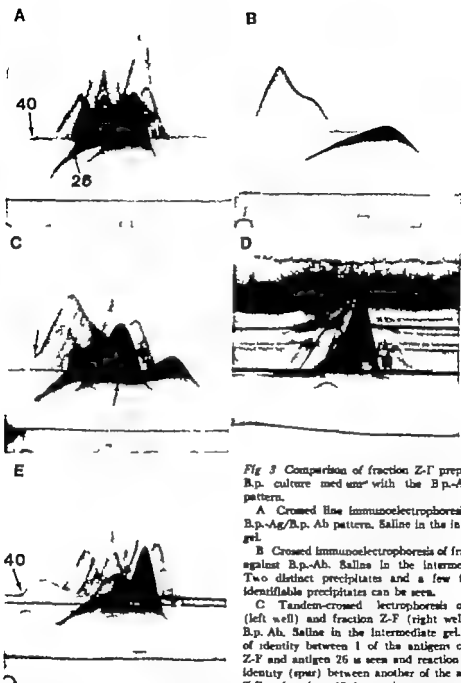 A
B
40
26
C
D
E
40
Fig 3 Comparison of fraction Z-F prep
B.p. culture medium with the B p.-A
pattern.
A Crossed line immunoelectrophoresi
B.p.-Ag/B.p. Ab pattern. Saline in the in
gel.
B Crossed immunoelectrophoresis of fr
against B.p.-Ab. Saline in the interme
Two distinct precipitates and a few f
identifiable precipitates can be seen.
C Tandem-crossed lectrophoresis o
(left well) and fraction Z-F (right wel
B.p. Ab. Saline in the intermediate gel.
of identity between 1 of the antigens o
Z-F and antigen 26 is seen and reaction
identity (spur) between another of the a